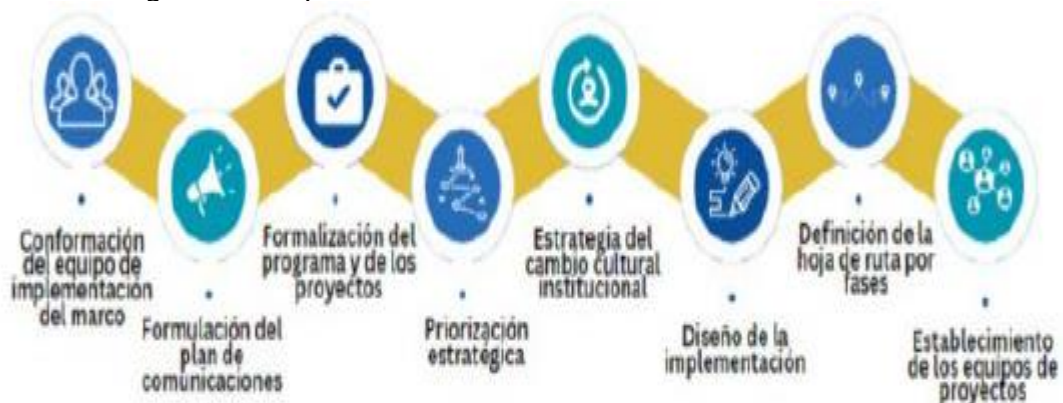 Conformación
del equipo de
implementación
del marco
Formulación del
plan de
comunicaciones
Formalización del
programa y de los
proyectos
Priorización
estratégica
Estrategia del
cambio cultural
institucional
Diseño de la
implementación
Definición de la
hoja de ruta por
fases
Establecimiento
de los equipos de
proyectos